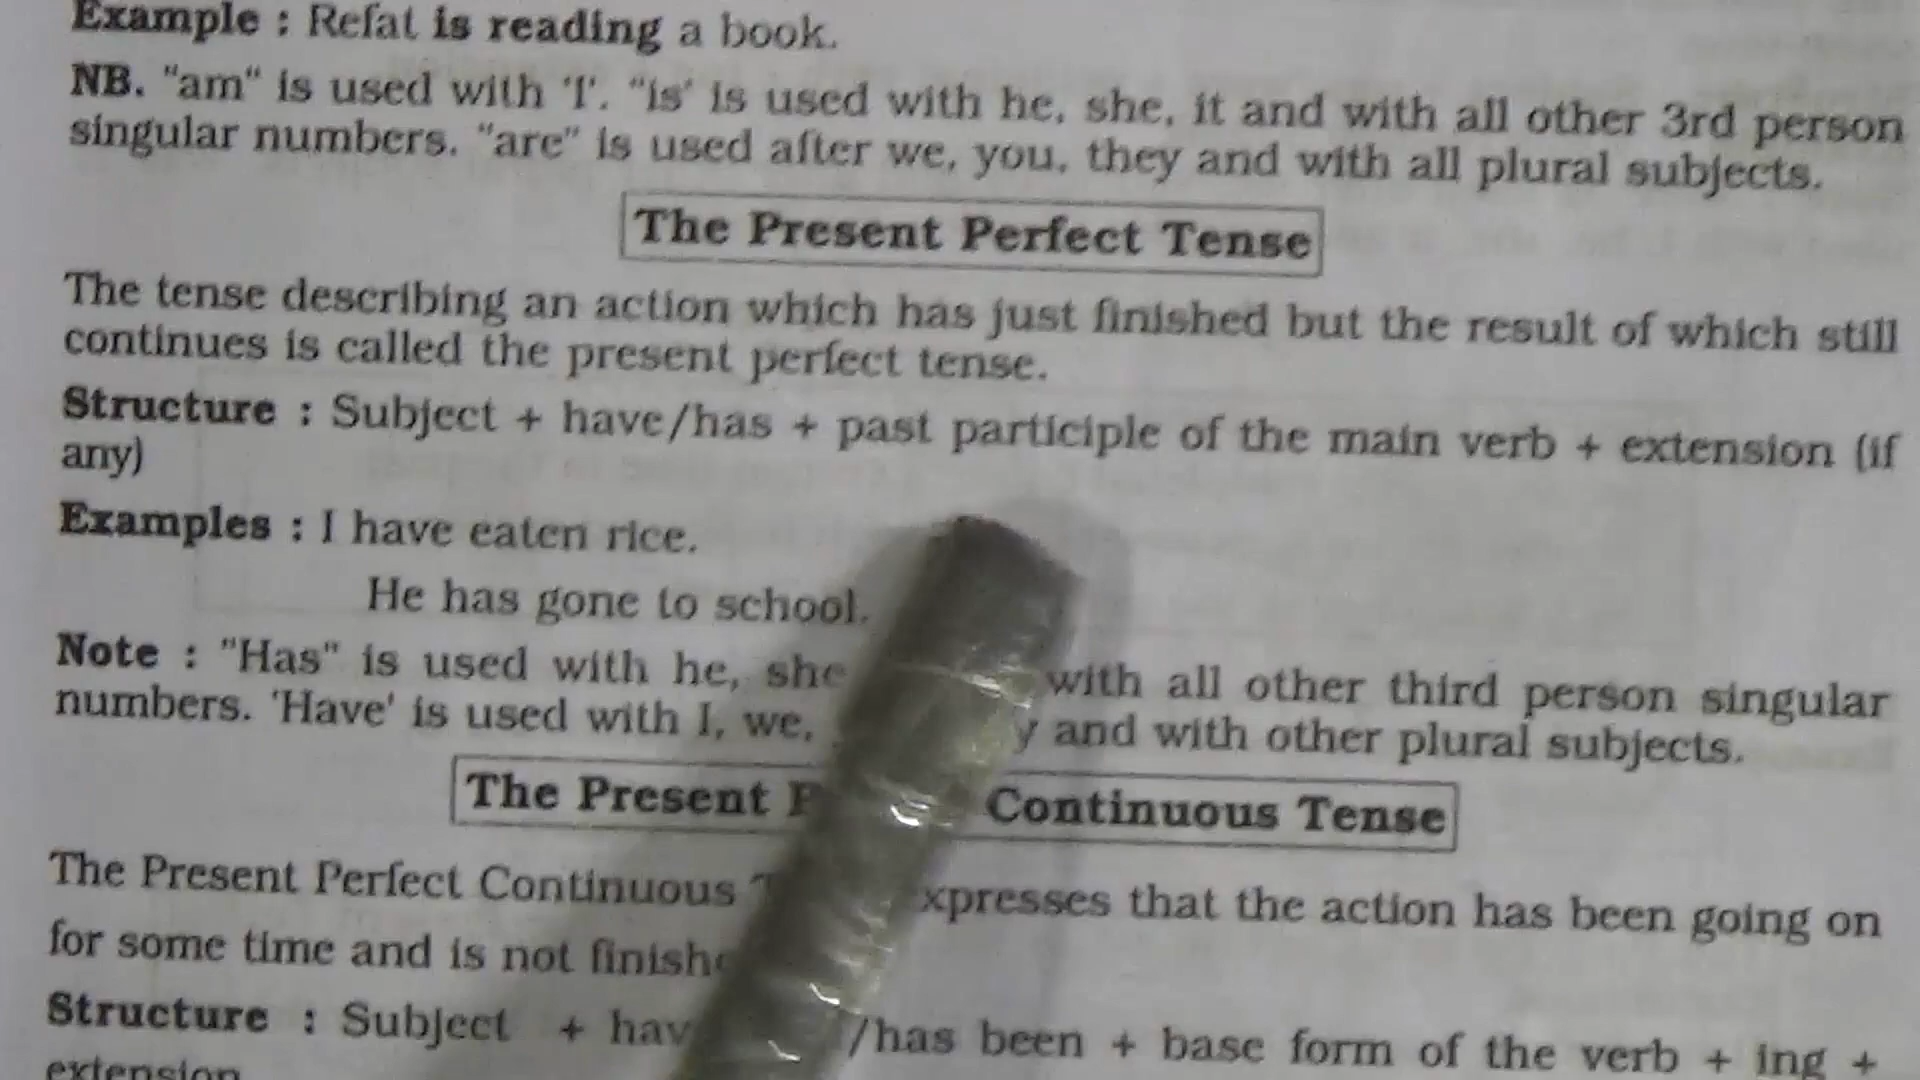 Example : Refat is reading a book.
NB. "am" is used with 'I'. "is' is used with he, she, it and with all other 3rd person
singular numbers. "are" is used after we, you, they and with all plural subjects.
The Present Perfect Tense
The tense describing an action which has just finished but the result of which still
continues is called the present perfect tense.
Structure : Subject + have/has + past participle of the main verb + extension (if
any)
Examples : I have eaten rice.
He has gone to school.
Note : "Has" is used with he, she with all other third person singular
numbers. 'Have' is used with I, we, and with other plural subjects.
The Present Continuous Tense
The Present Perfect Continuous that the action has been going on
for some time and is not
Structure : Subject + /has been + base form of the verb + ing +
extension